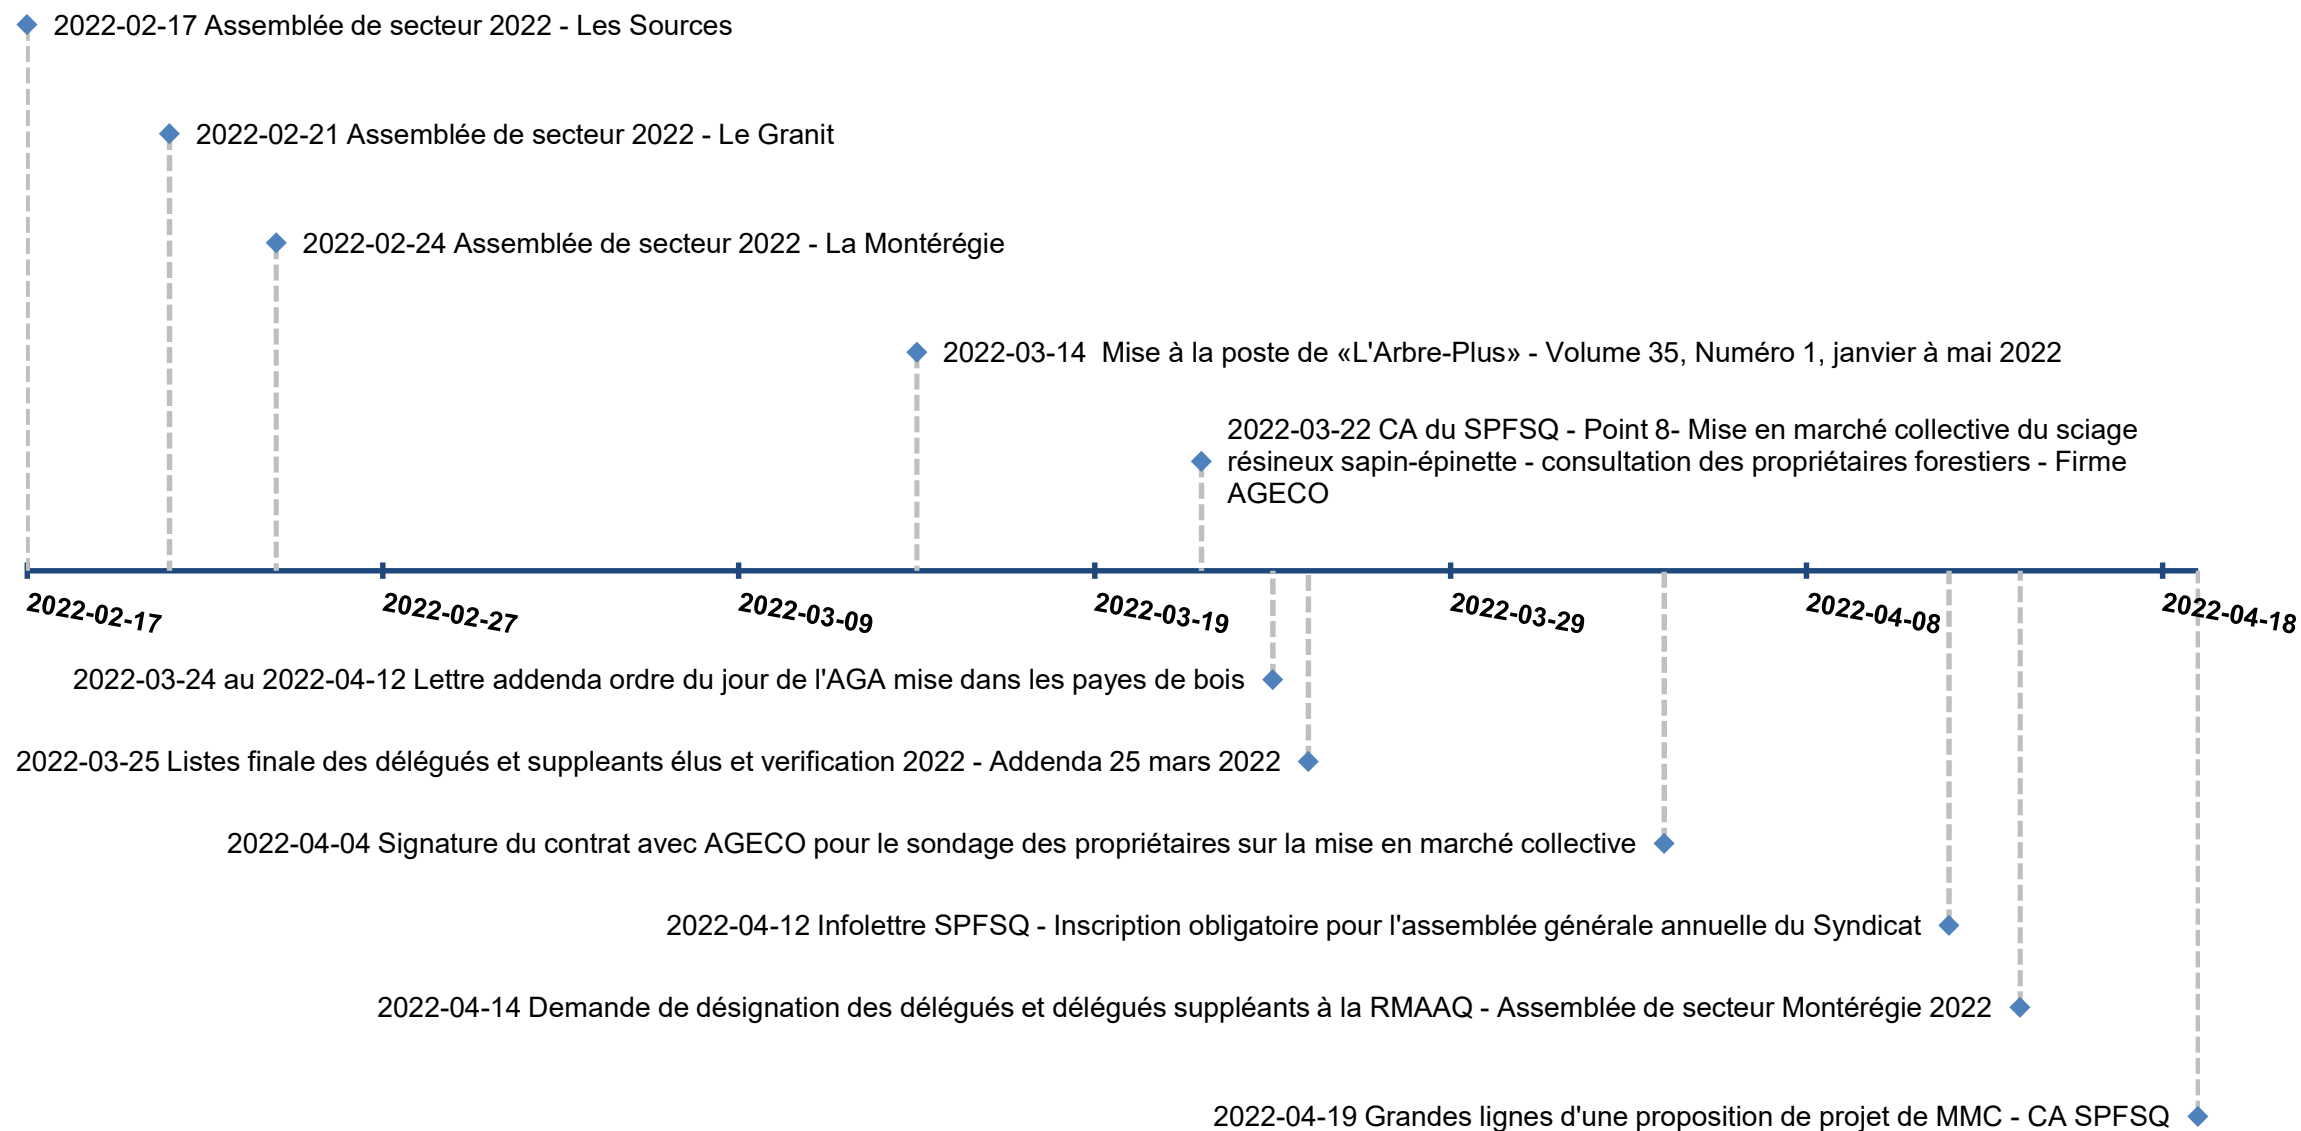 2022-02-17 Assemblée de secteur 2022 - Les Sources
2022-02-21 Assemblée de secteur 2022 - Le Granit
2022-02-24 Assemblée de secteur 2022 - La Montérégie
2022-03-14  Mise à la poste de «L'Arbre-Plus» - Volume 35, Numéro 1, janvier à mai 2022
2022-03-22 CA du SPFSQ - Point 8- Mise en marché collective du sciage
résineux sapin-épinette - consultation des propriétaires forestiers - Firme
AGECO
2022-02-17
2022-02-27
2022-03-09
2022-03-19
2022-03-29
2022-04-08
2022-04-18
2022-03-24 au 2022-04-12 Lettre addenda ordre du jour de l'AGA mise dans les payes de bois
2022-03-25 Listes finale des délégués et suppleants élus et verification 2022 - Addenda 25 mars 2022
2022-04-04 Signature du contrat avec AGECO pour le sondage des propriétaires sur la mise en marché collective
2022-04-12 Infolettre SPFSQ - Inscription obligatoire pour l'assemblée générale annuelle du Syndicat
2022-04-14 Demande de désignation des délégués et délégués suppléants à la RMAAQ - Assemblée de secteur Montérégie 2022
2022-04-19 Grandes lignes d'une proposition de projet de MMC - CA SPFSQ